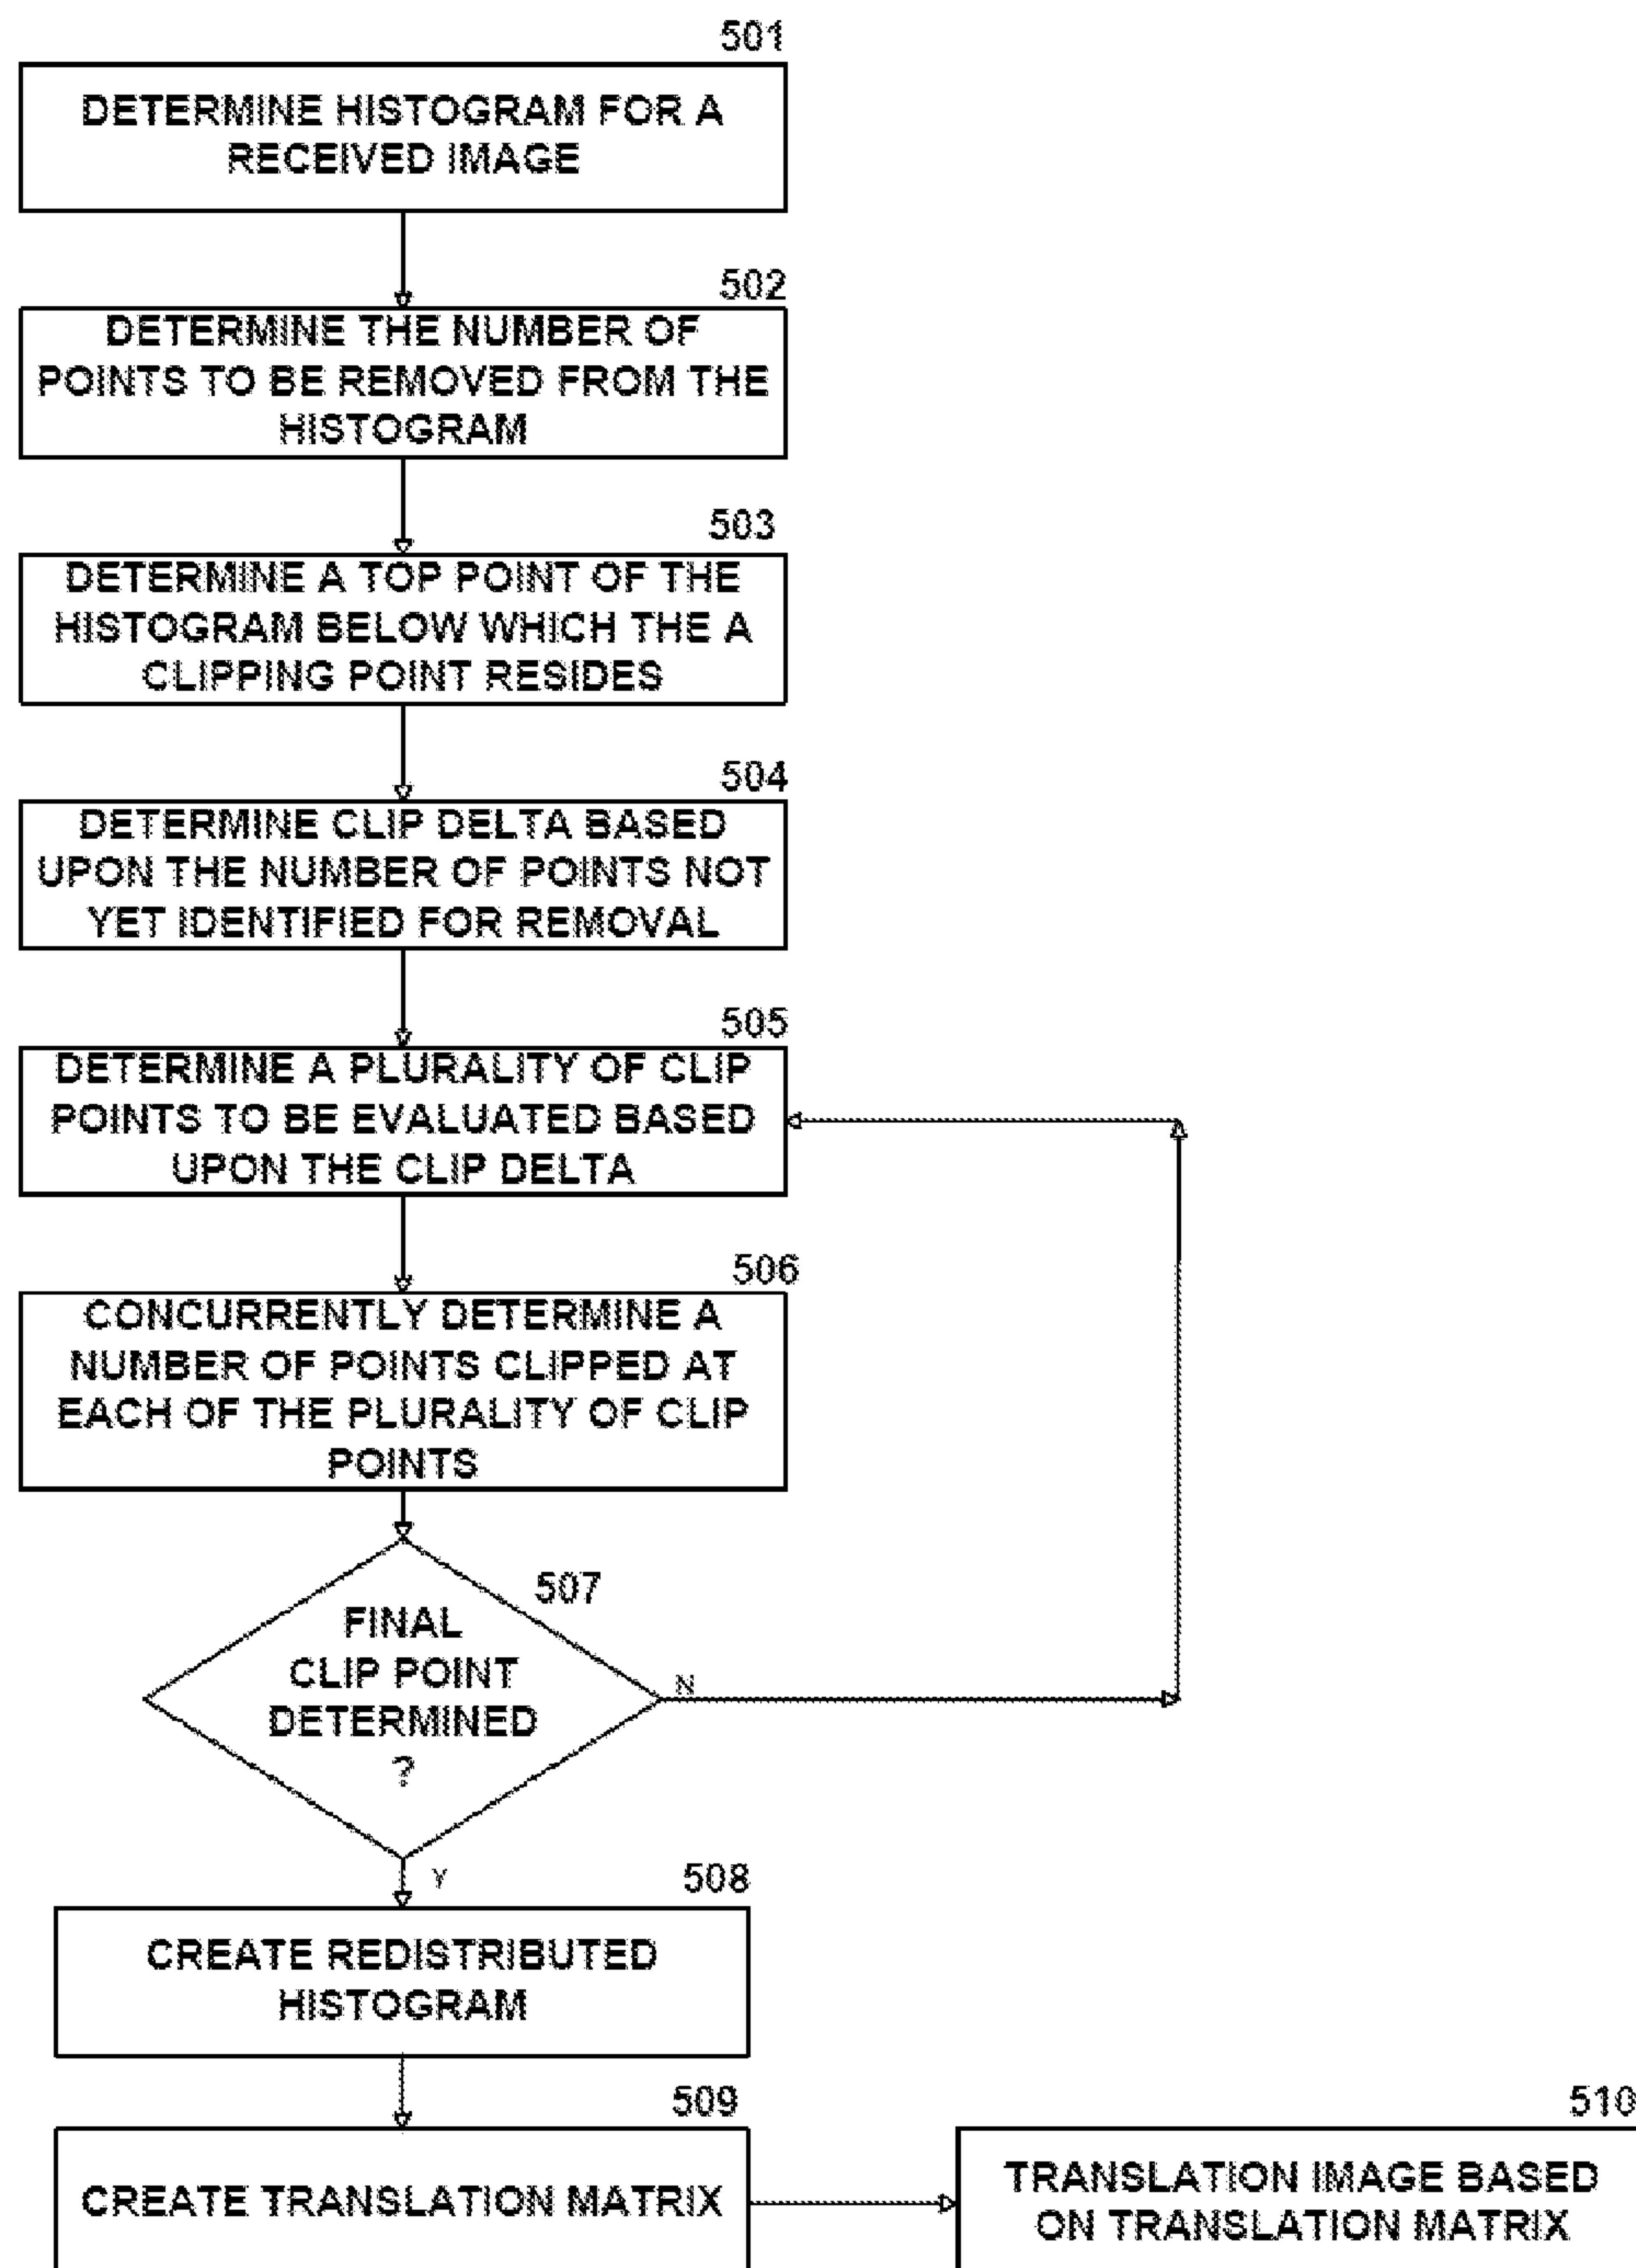 501
DETERMINE HISTOGRAM FOR A
RECEIVED IMAGE
502
DETERMINE THE NUMBER OF
POINTS TO BE REMOVED FROM THE
HISTOGRAM
503
DETERMINE A TOP POINT OF THE
HISTOGRAM BELOW WHICH THE A
CLIPPING POINT RESIDES
504
DETERMINE CLIP DELTA BASED
UPON THE NUMBER OF POINTS NOT
YET IDENTIFIED FOR REMOVAL
505
DETERMINE A PLURALITY OF CLIP
POINTS TO BE EVALUATED BASED
UPON THE CLIP DELTA
506
CONCURRENTLY DETERMINE A
NUMBER OF POINTS CLIPPED AT
EACH OF THE PLURALITY OF CLIP
POINTS
507
FINAL
CLIP POINT
DETERMINED
?
N
Y
508
CREATE REDISTRIBUTED
HISTOGRAM
509
CREATE TRANSLATION MATRIX
510
TRANSLATION IMAGE BASED
ON TRANSLATION MATRIX